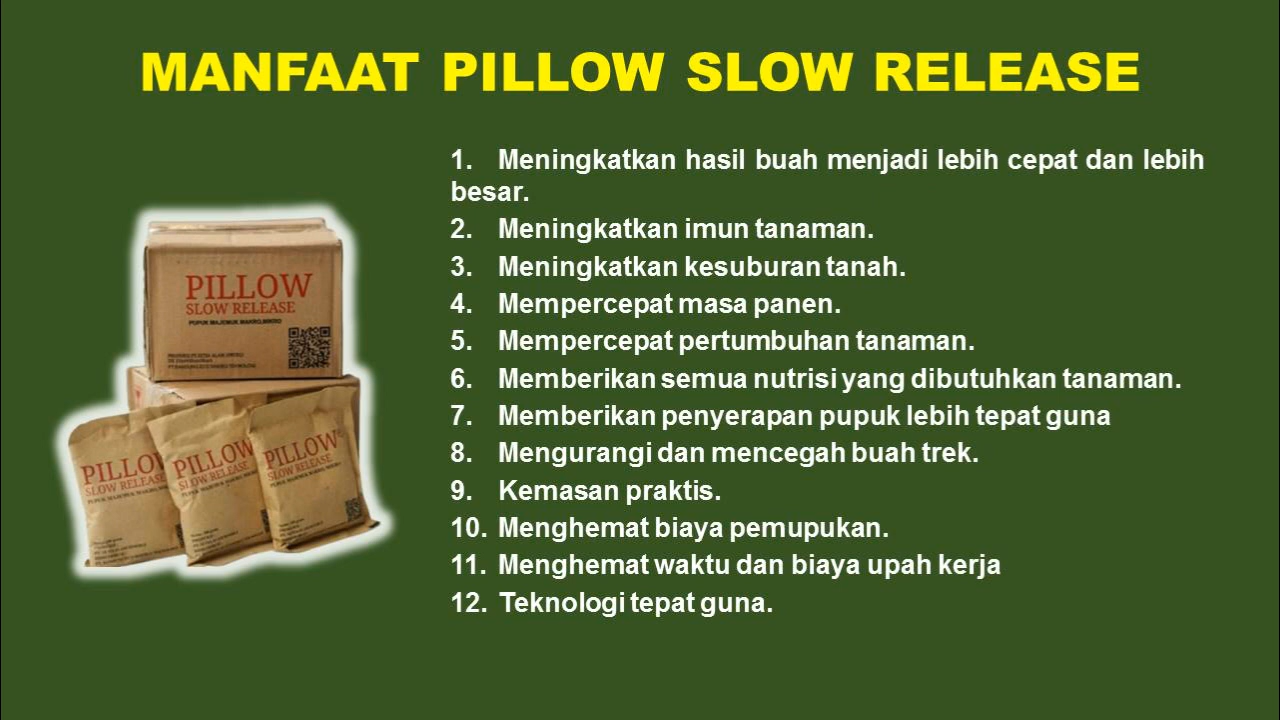 MANFAAT PILLOW SLOW RELEASE
1. Meningkatkan hasil buah menjadi lebih cepat dan lebih
besar.
2. Meningkatkan imun tanaman.
3. Meningkatkan kesuburan tanah.
4. Mempercepat masa panen.
5. Mempercepat pertumbuhan tanaman.
6. Memberikan semua nutrisi yang dibutuhkan tanaman.
7. Memberikan penyerapan pupuk lebih tepat guna
8. Mengurangi dan mencegah buah trek.
9. Kemasan praktis.
10. Menghemat biaya pemupukan.
11. Menghemat waktu dan biaya upah kerja
12. Teknologi tepat guna.
PILLOW
SLOW RELEASE
PUPUK MAJEMUK MAKRO, MIKRO
PILLOW
SLOW RELEASE
PILLOW
SLOW RELEASE
PILLOW
SLOW RELEASE